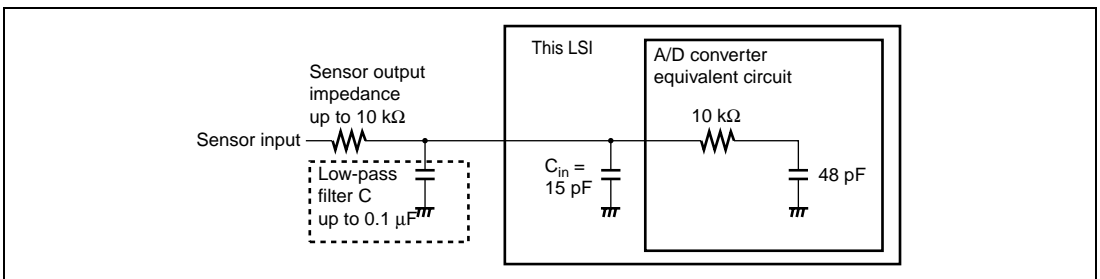 This LSI
A/D converter
equivalent circuit
Sensor output
impedance
up to 10 kΩ
10 kΩ
Sensor input
Low-pass
filter C
up to 0.1 μF
Cin =
15 pF
48 pF